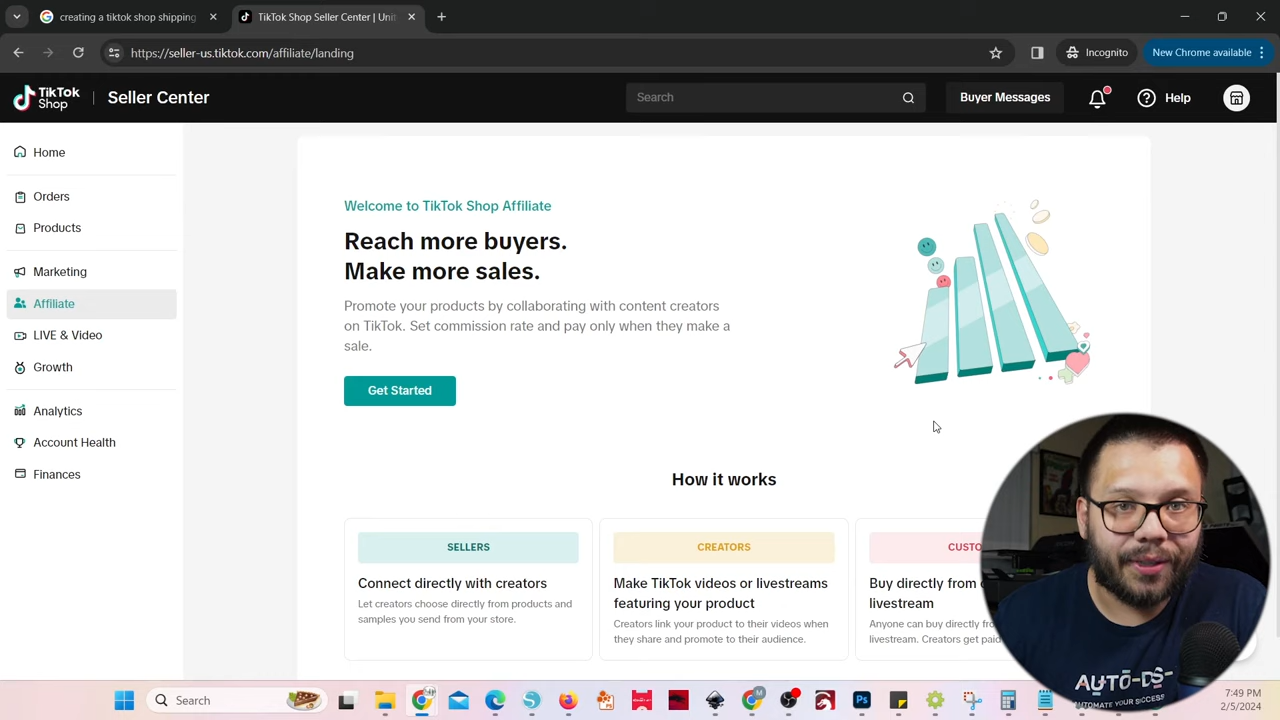 creating a tiktok shop shipping
TikTok Shop Seller Center | Uni
https://seller-us.tiktok.com/affiliate/landing
Incognito
New Chrome available
TikTok
Shop
Seller Center
Search
Buyer Messages
Help
Home
Orders
Products
Marketing
Affiliate
LIVE & Video
Growth
Analytics
Account Health
Finances
Welcome to TikTok Shop Affiliate
Reach more buyers.
Make more sales.
Promote your products by collaborating with content creators
on TikTok. Set commission rate and pay only when they make a
sale.
Get Started
How it works
SELLERS
Connect directly with creators
Let creators choose directly from products and
samples you send from your store.
CREATORS
Make TikTok videos or livestreams
featuring your product
Creators link your product to their videos when
they share and promote to their audience.
CUSTO
Buy directly from
livestream
Anyone can buy directly
livestream. Creators get
AUTO-DS-
AUTOMATE YOUR SUCCESS
Search
7:49 PM
2/5/2024